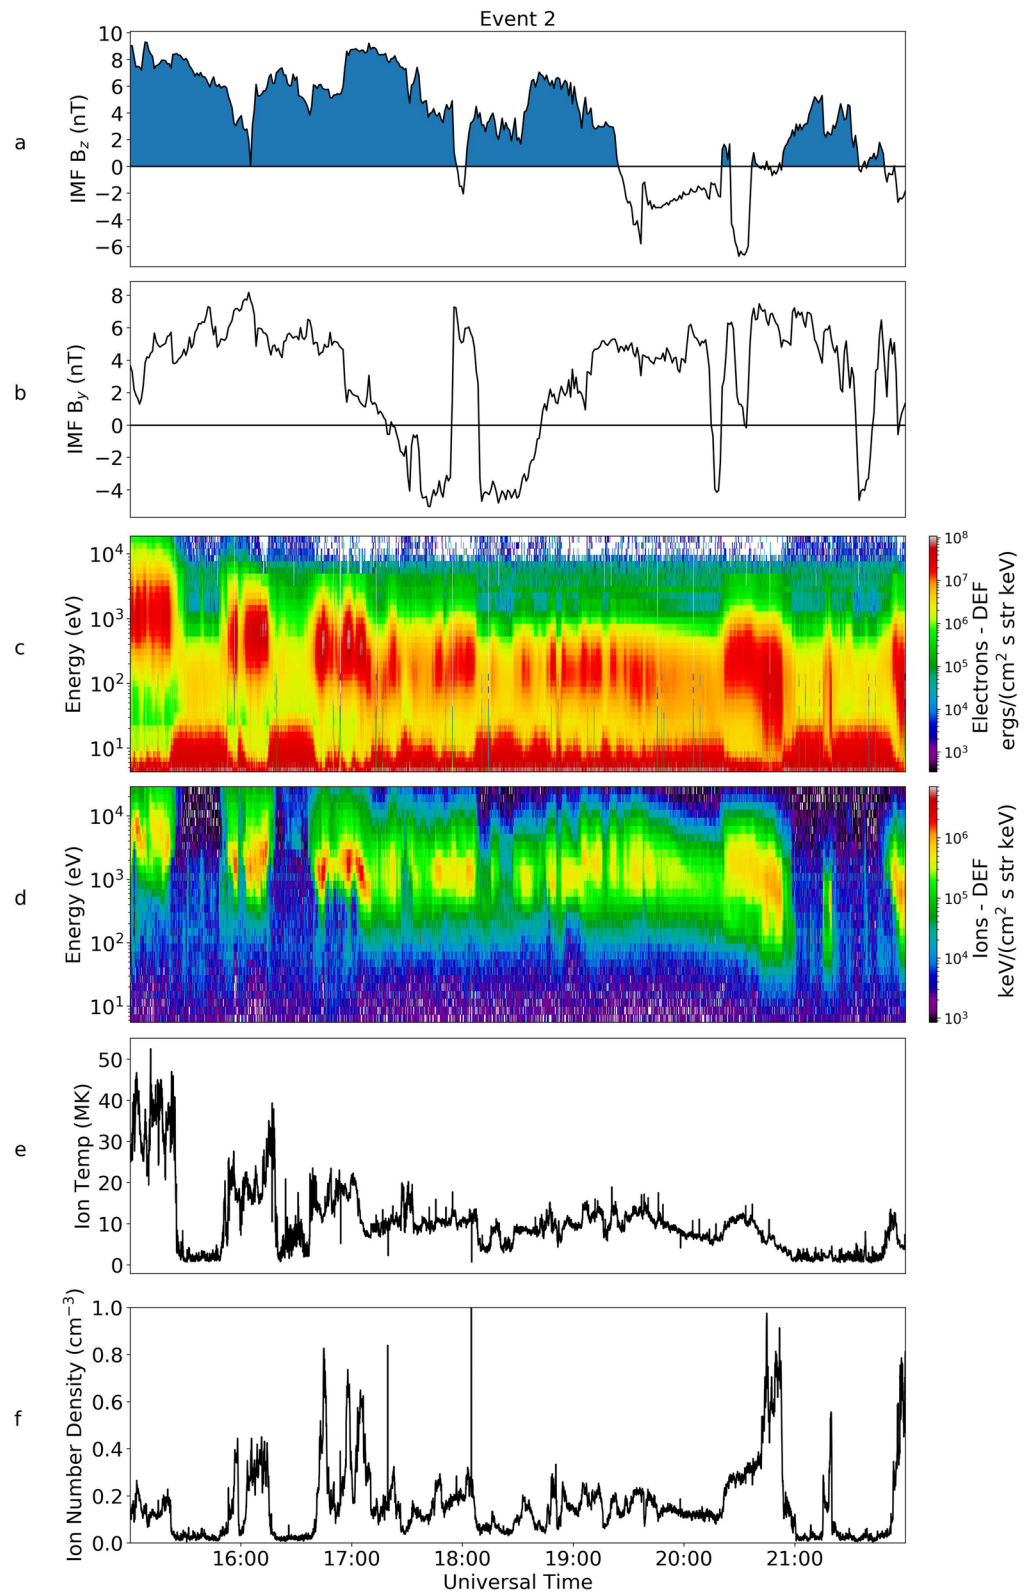 Event 2
a
IMF B_z (nT)
10
8
6
4
2
0
−2
−4
−6
b
IMF B_y (nT)
8
6
4
2
0
−2
−4
c
Energy (eV)
10^4
10^3
10^2
10^1
10^8
10^7
10^6
10^5
10^4
10^3
Electrons - DEF
ergs/(cm^2 s str keV)
d
Energy (eV)
10^4
10^3
10^2
10^1
10^6
10^5
10^4
10^3
Ions - DEF
keV/(cm^2 s str keV)
e
Ion Temp (MK)
50
40
30
20
10
0
f
Ion Number Density (cm^−3)
1.0
0.8
0.6
0.4
0.2
0.0
16:00 17:00 18:00 19:00 20:00 21:00
Universal Time